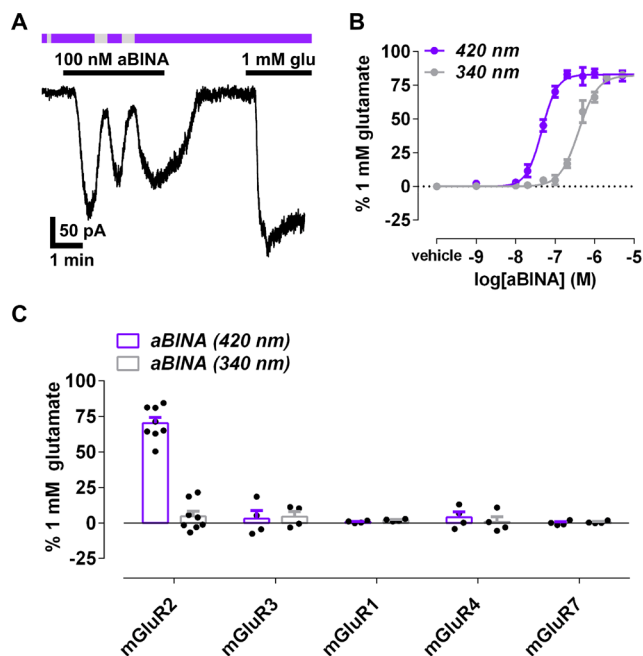 A
100 nM aBINA
1 mM glu
50 pA
1 min
B
420 nm
340 nm
% 1 mM glutamate
100
75
50
25
0
-25
vehicle -9 -8 -7 -6 -5
log[aBINA] (M)
C
aBINA (420 nm)
aBINA (340 nm)
% 1 mM glutamate
100
75
50
25
0
-25
mGluR2
mGluR3
mGluR1
mGluR4
mGluR7